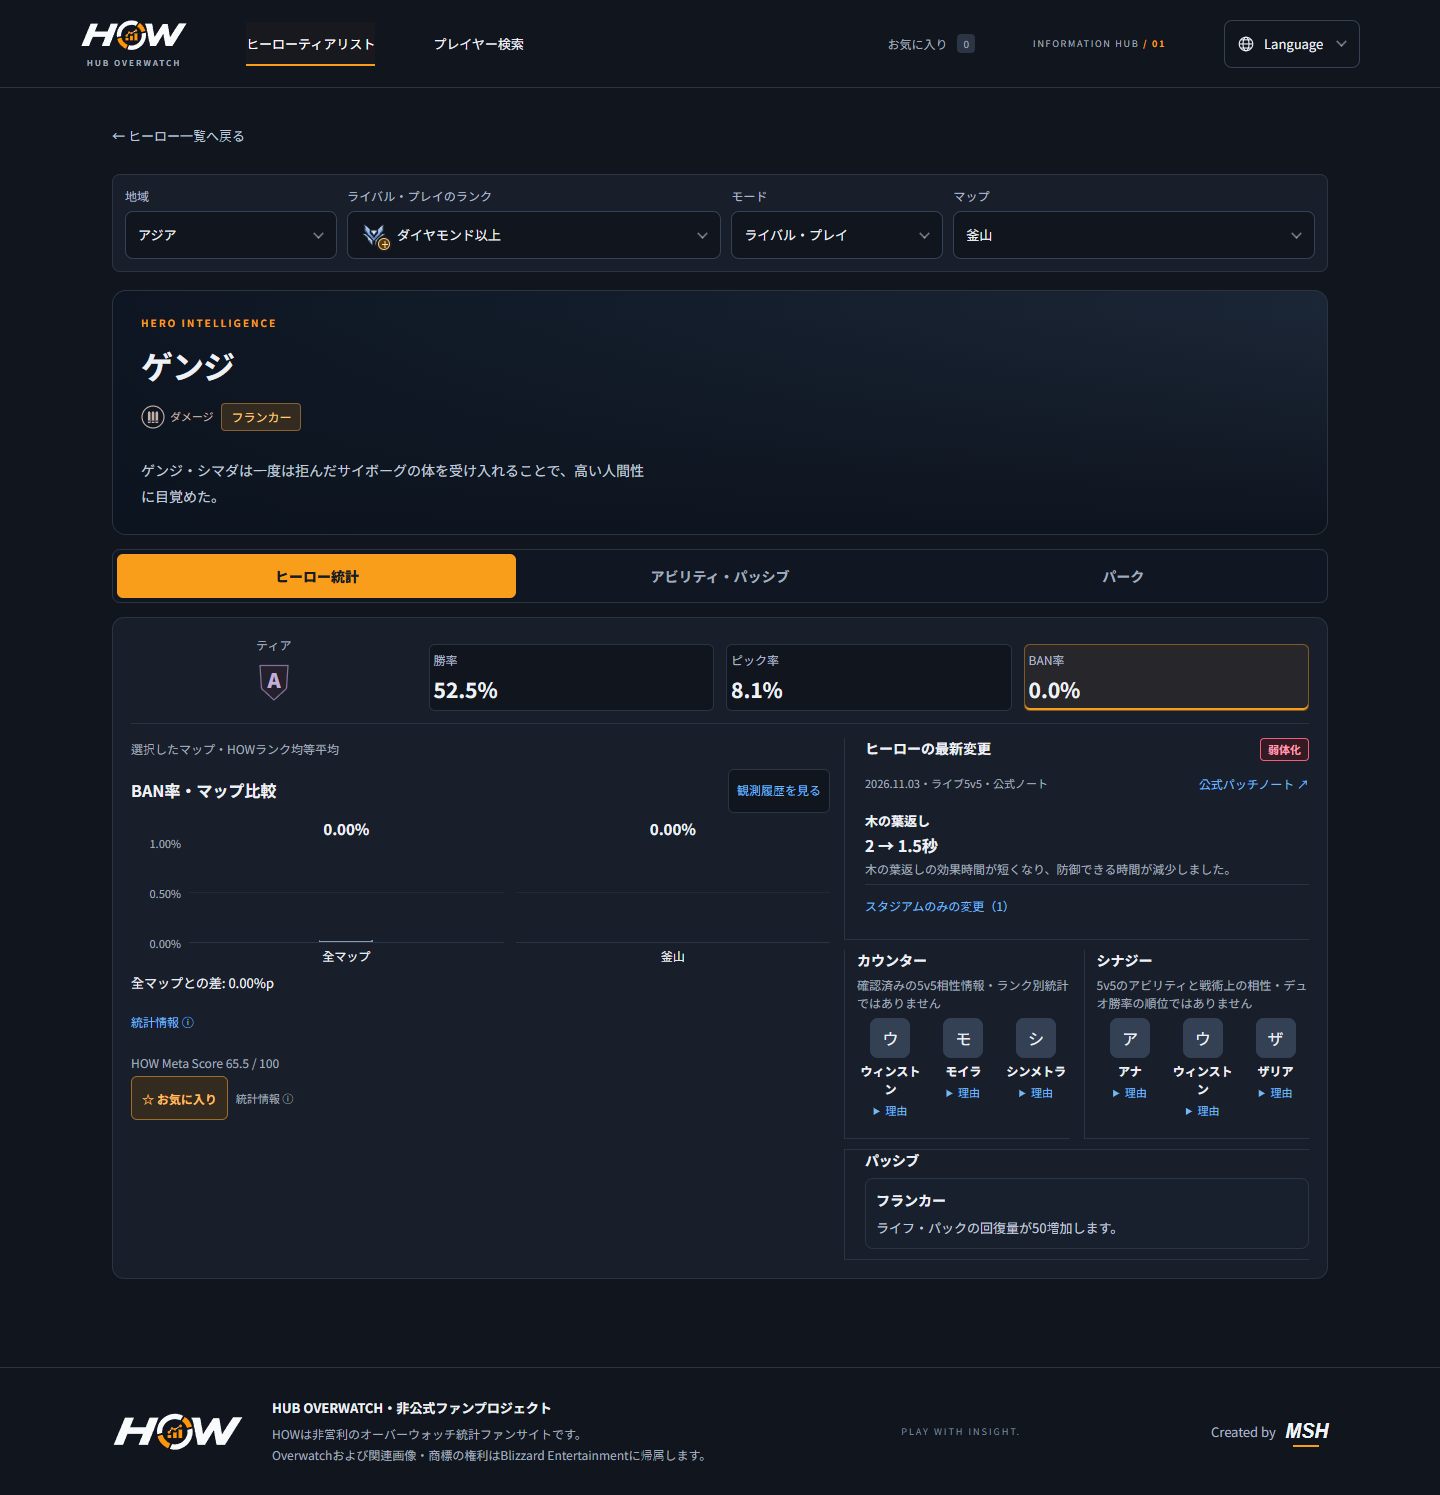 HOW
HUB OVERWATCH
ヒーローティアリスト
プレイヤー検索
お気に入り 0
INFORMATION HUB / 01
Language
← ヒーロー一覧へ戻る
地域
ライバル・プレイのランク
モード
マップ
アジア
ダイヤモンド以上
ライバル・プレイ
釜山
HERO INTELLIGENCE
ゲンジ
ダメージ
フランカー
ゲンジ・シマダは一度は拒んだサイボーグの体を受け入れることで、高い人間性
に目覚めた。
ヒーロー統計
アビリティ・パッシブ
パーク
ティア
A
勝率
52.5%
ピック率
8.1%
BAN率
0.0%
選択したマップ・HOWランク均等平均
BAN率・マップ比較
観測履歴を見る
0.00%
0.00%
1.00%
0.50%
0.00%
全マップ
釜山
全マップとの差: 0.00%p
統計情報 ⓘ
HOW Meta Score 65.5 / 100
☆ お気に入り
統計情報 ⓘ
ヒーローの最新変更
弱体化
2026.11.03・ライブ5v5・公式ノート
公式パッチノート ↗
木の葉返し
2 → 1.5秒
木の葉返しの効果時間が短くなり、防御できる時間が減少しました。
スタジアムのみの変更（1）
カウンター
確認済みの5v5相性情報・ランク別統計
ではありません
ウ
モ
シ
ウィンスト
ン
モイラ
シンメトラ
▶ 理由
▶ 理由
▶ 理由
シナジー
5v5のアビリティと戦術上の相性・デュ
オ勝率の順位ではありません
ア
ウ
ザ
アナ
ウィンスト
ン
ザリア
▶ 理由
▶ 理由
▶ 理由
パッシブ
フランカー
ライフ・パックの回復量が50増加します。
HOW
HUB OVERWATCH・非公式ファンプロジェクト
HOWは非営利のオーバーウォッチ統計ファンサイトです。
Overwatchおよび関連画像・商標の権利はBlizzard Entertainmentに帰属します。
PLAY WITH INSIGHT.
Created by MSH